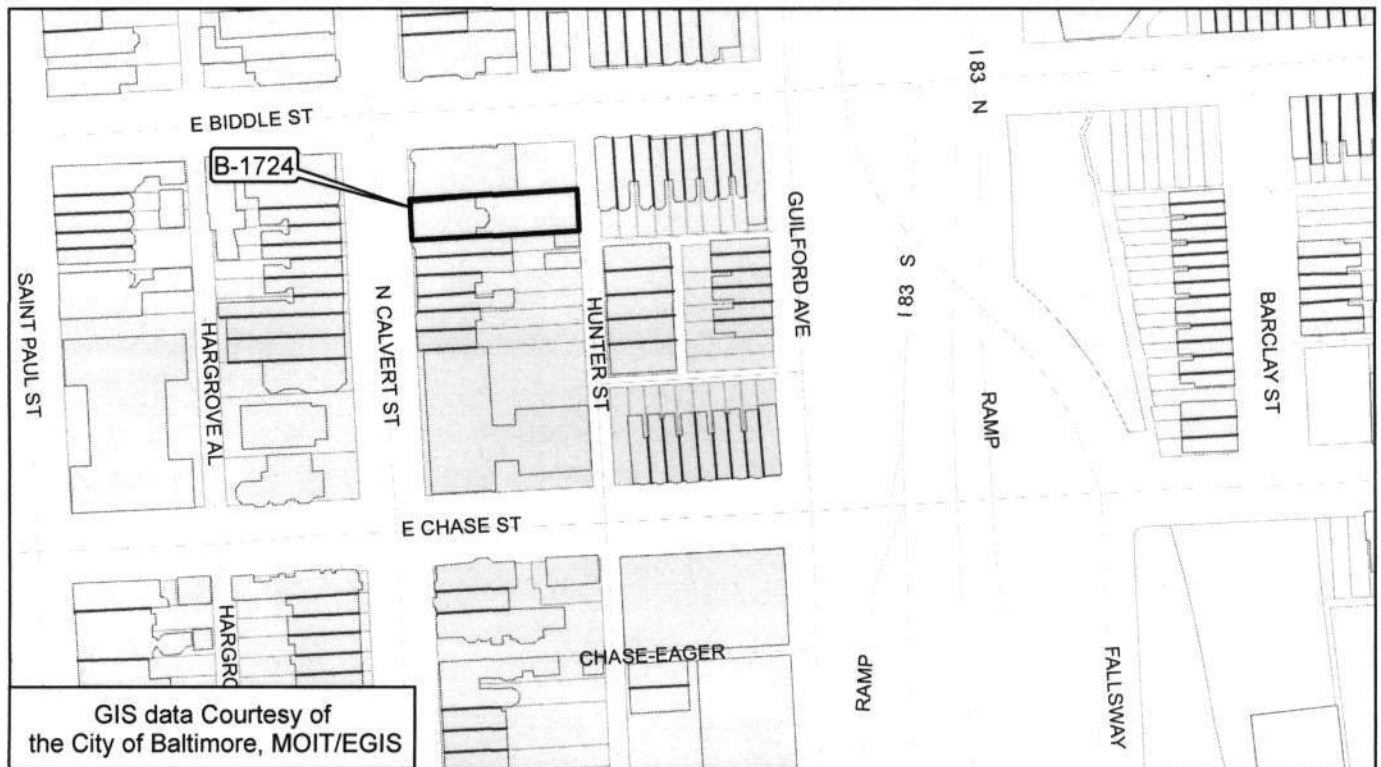 I 83 N
E BIDDLE ST
B-1724
SAINT PAUL ST
HARGROVE AL
N CALVERT ST
HUNTER ST
GUILFORD AVE
I 83 S
RAMP
BARCLAY ST
E CHASE ST
HARGRO
CHASE-EAGER
RAMP
FALLSWAY
GIS data Courtesy of
the City of Baltimore, MOIT/EGIS